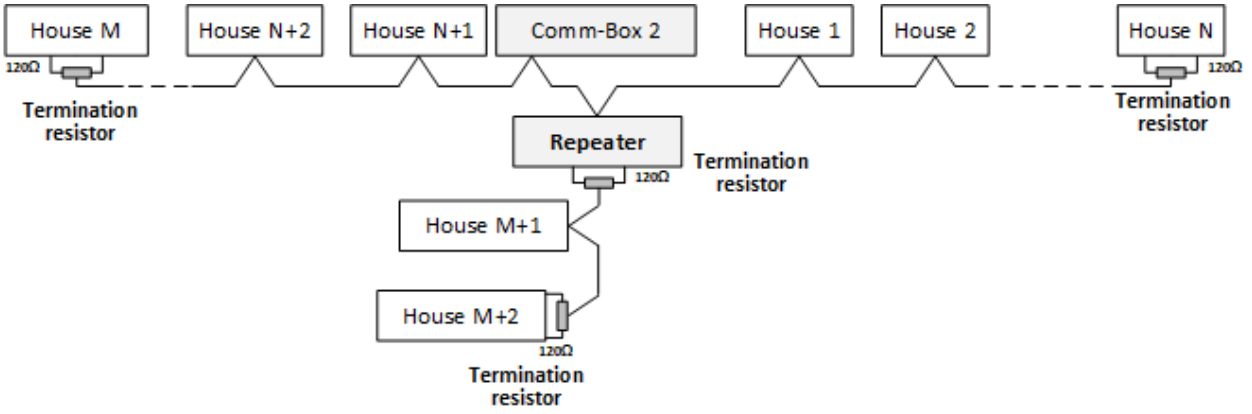 House M
House N+2
House N+1
Comm-Box 2
House 1
House 2
House N
120Ω
120Ω
Termination
resistor
Termination
resistor
Repeater
Termination
resistor
120Ω
House M+1
House M+2
120Ω
Termination
resistor